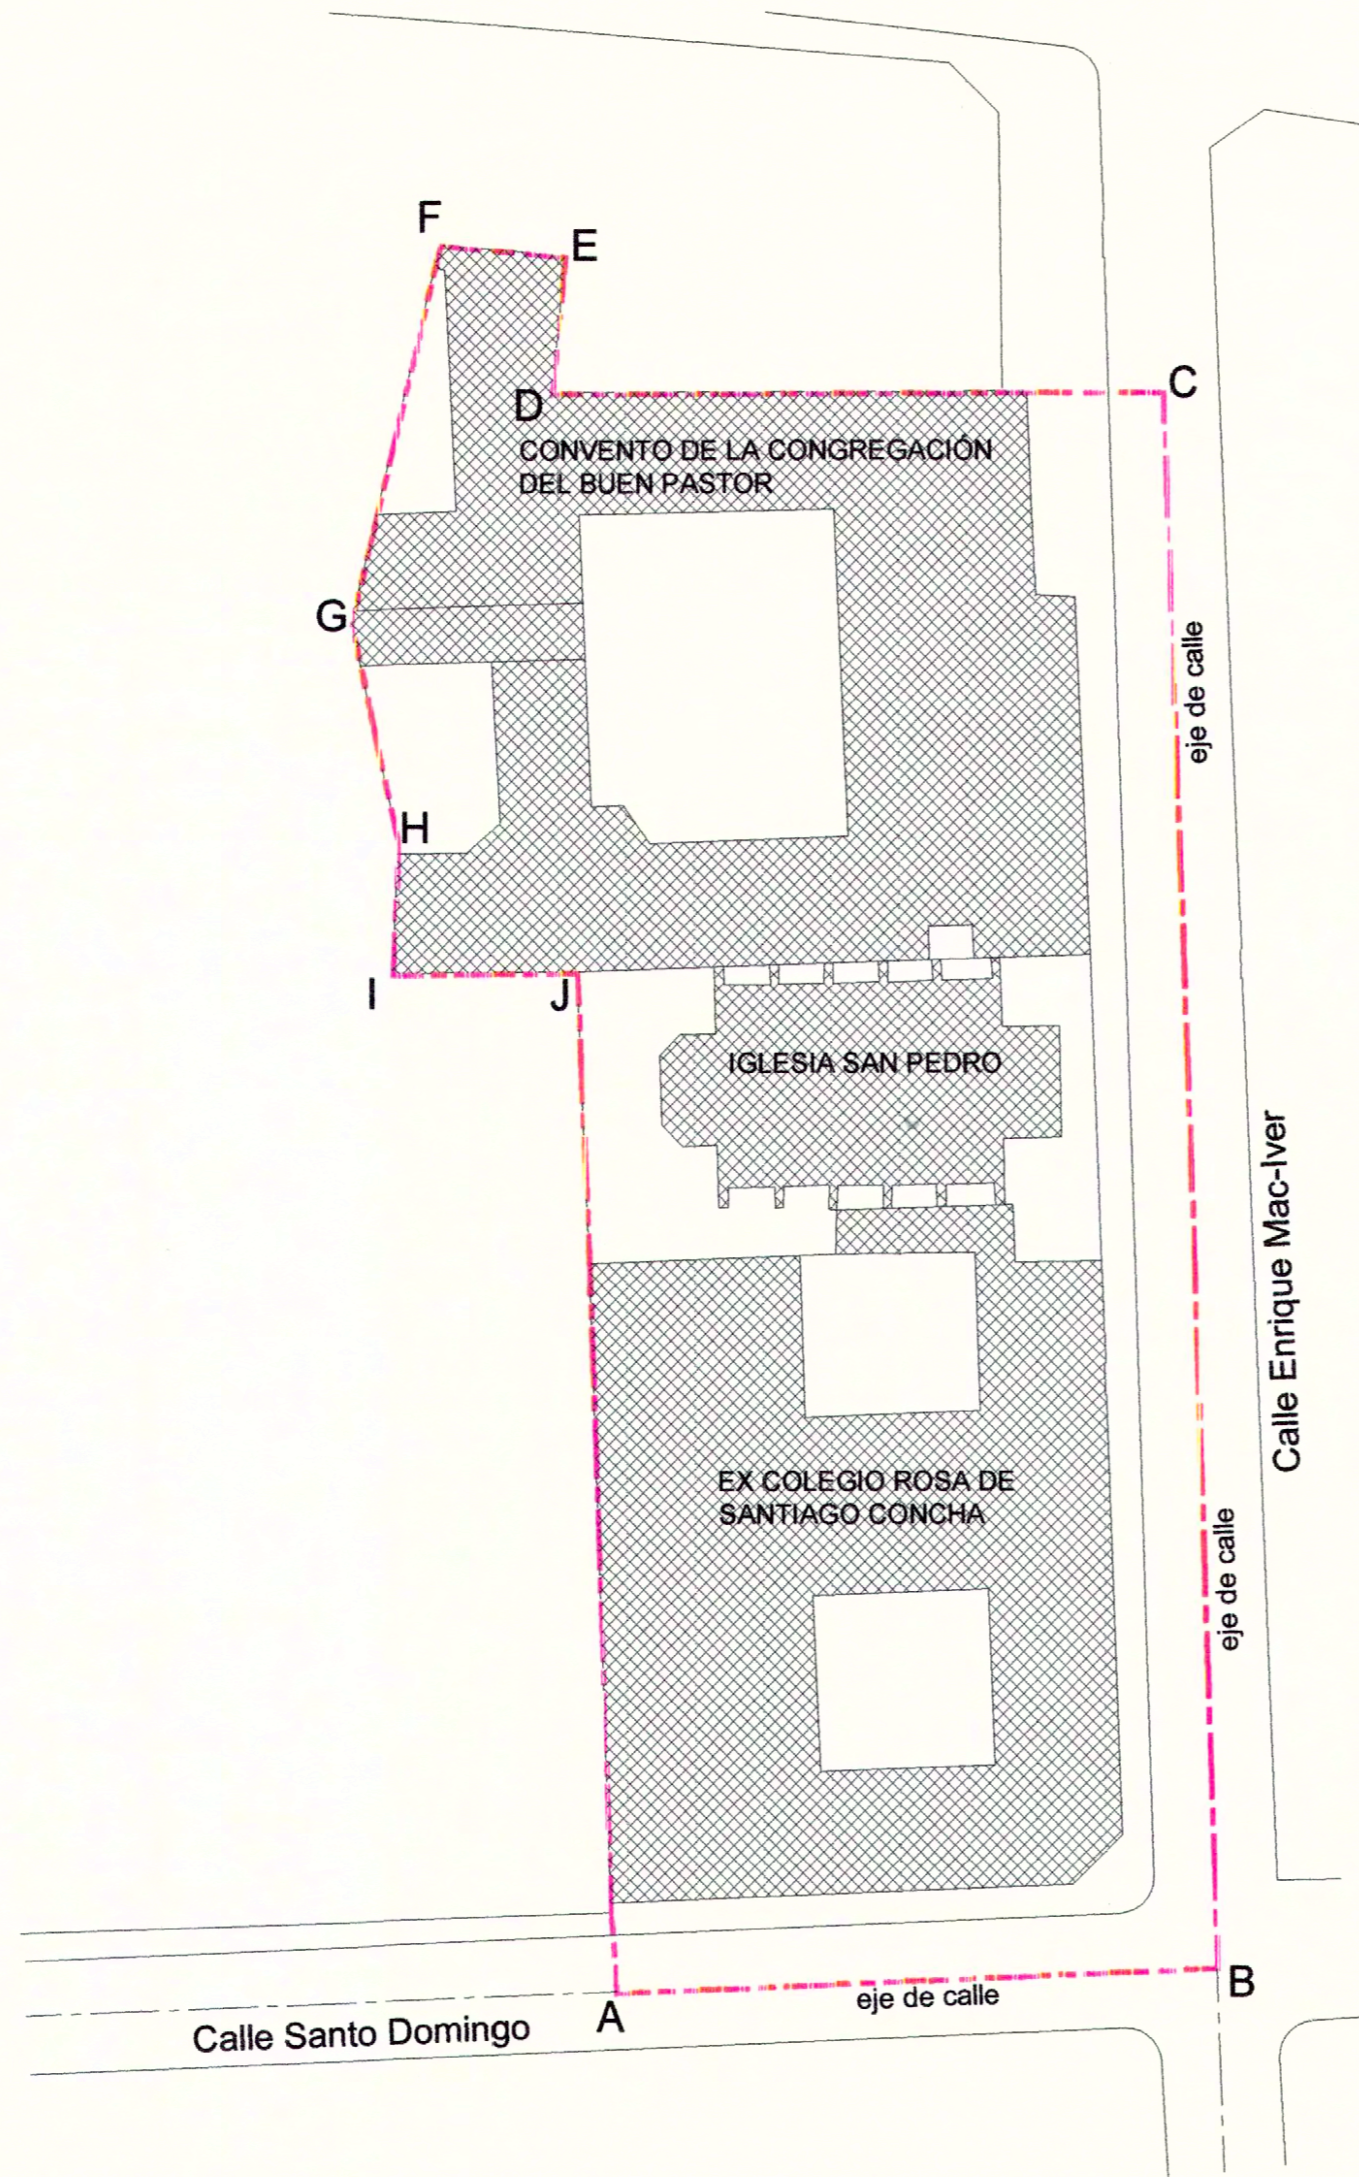 F
E
C
D
CONVENTO DE LA CONGREGACIÓN
DEL BUEN PASTOR
G
eje de calle
H
I
J
IGLESIA SAN PEDRO
Calle Enrique Mac-Iver
EX COLEGIO ROSA DE
SANTIAGO CONCHA
eje de calle
B
eje de calle
A
Calle Santo Domingo